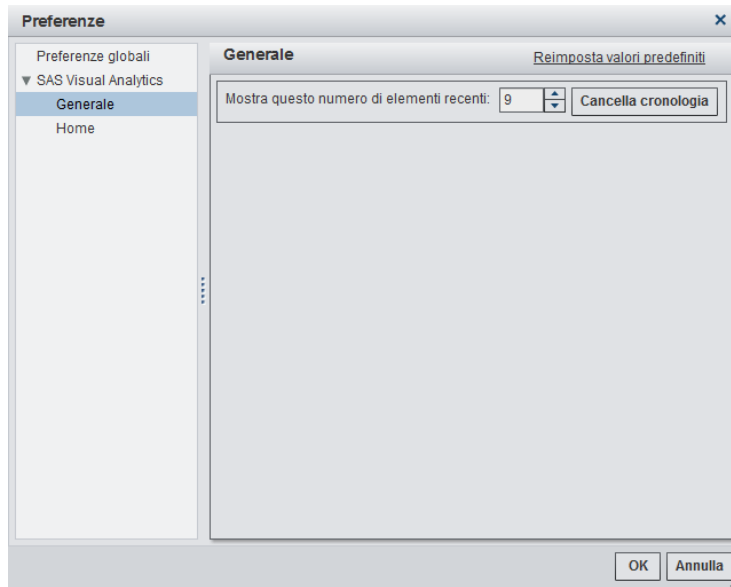 Preferenze
Preferenze globali
SAS Visual Analytics
Generale
Home
Generale
Reimposta valori predefiniti
Mostra questo numero di elementi recenti: 9 Cancella cronologia
OK Annulla